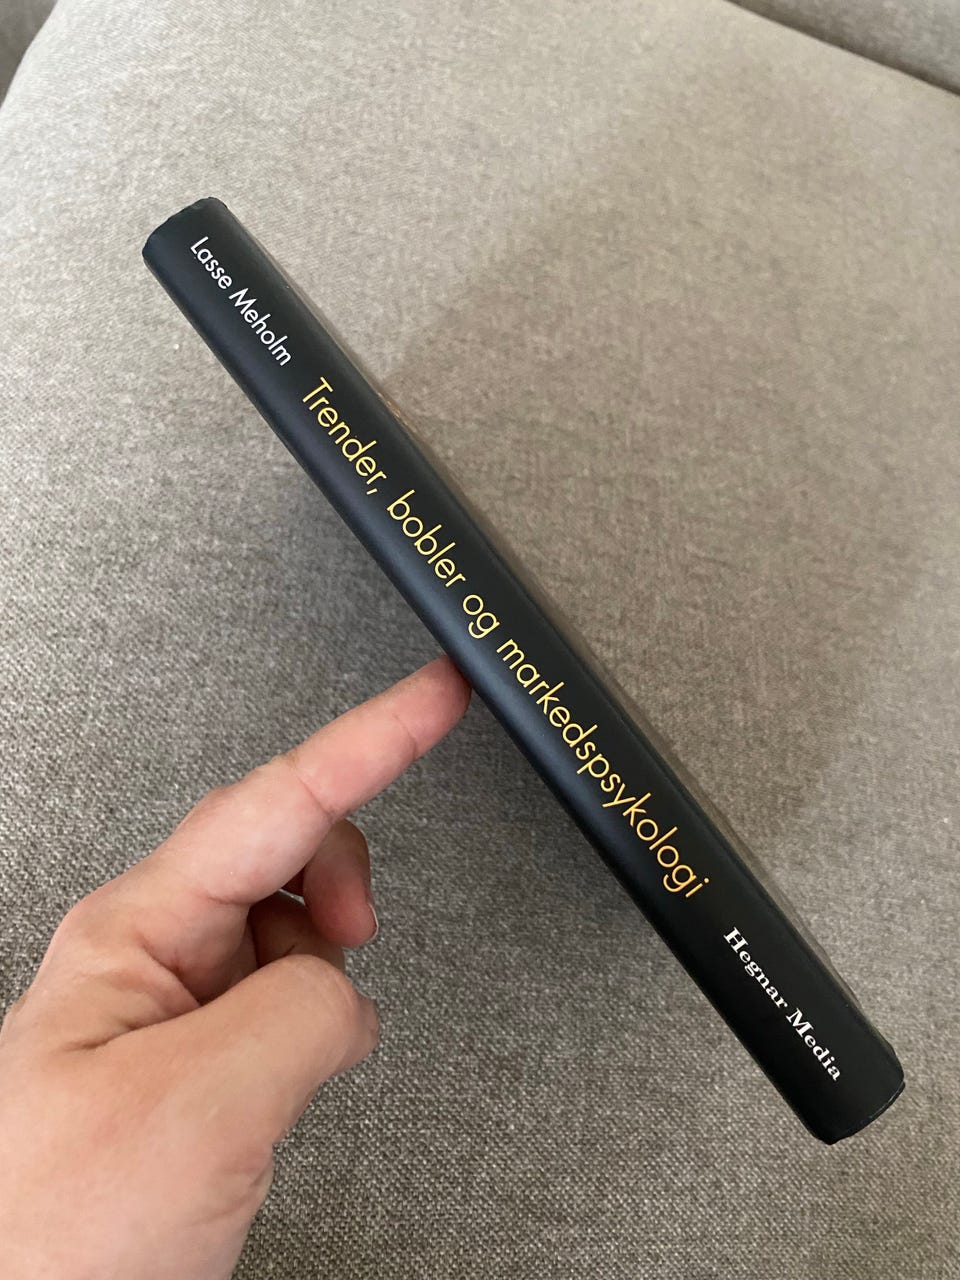 Lasse Meholm
Trender, bobler og markedspsykologi
Hegnar Media